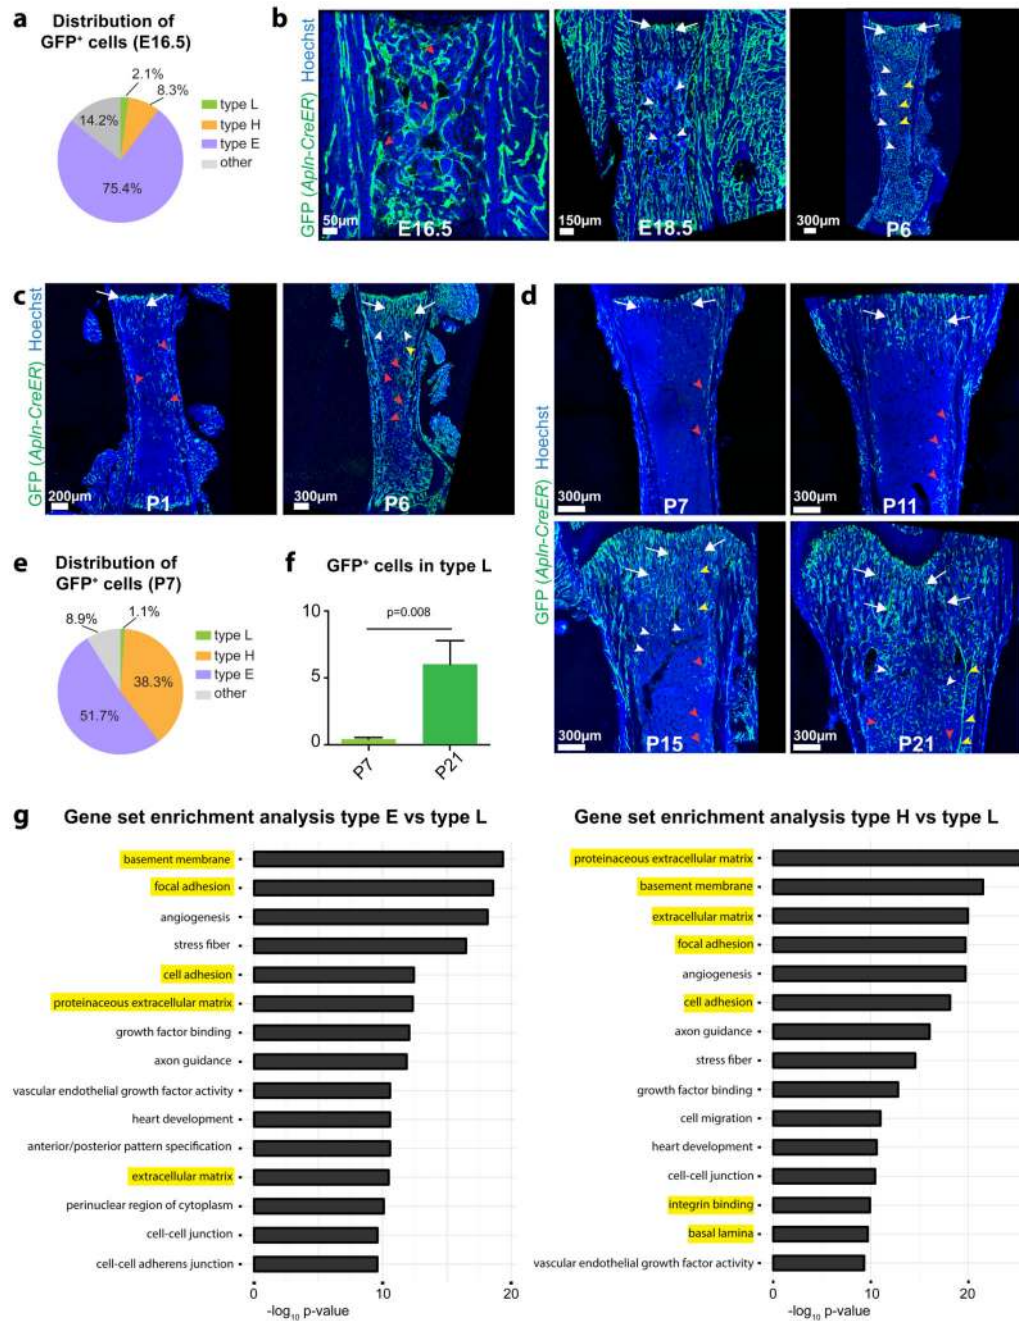 a
Distribution of
GFP⁺ cells (E16.5)
2.1%
8.3%
14.2%
75.4%
type L
type H
type E
other
b
GFP (Apln-CreER) Hoechst
50μm
E16.5
150μm
E18.5
300μm
P6
c
GFP (Apln-CreER) Hoechst
200μm
P1
300μm
P6
d
GFP (Apln-CreER) Hoechst
300μm
P7
300μm
P11
300μm
P15
300μm
P21
e
Distribution of
GFP⁺ cells (P7)
8.9%
1.1%
38.3%
51.7%
type L
type H
type E
other
f
GFP⁺ cells in type L
p=0.008
10
5
0
P7
P21
g
Gene set enrichment analysis type E vs type L
basement membrane
focal adhesion
angiogenesis
stress fiber
cell adhesion
proteinaceous extracellular matrix
growth factor binding
axon guidance
vascular endothelial growth factor activity
heart development
anterior/posterior pattern specification
extracellular matrix
perinuclear region of cytoplasm
cell-cell junction
cell-cell adherens junction
0 10 20
-log₁₀ p-value
Gene set enrichment analysis type H vs type L
proteinaceous extracellular matrix
basement membrane
extracellular matrix
focal adhesion
angiogenesis
cell adhesion
axon guidance
stress fiber
growth factor binding
cell migration
heart development
cell-cell junction
integrin binding
basal lamina
vascular endothelial growth factor activity
0 10 20
-log₁₀ p-value